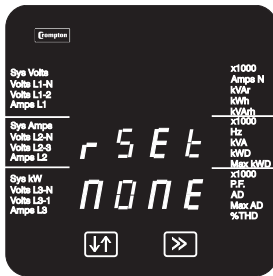 Crompton
Sys Volts
Volts L1-N
Volts L1-2
Amps L1
Sys Amps
Volts L2-N
Volts L2-3
Amps L2
Sys kW
Volts L3-N
Volts L3-1
Amps L3
rSEt
nonE
x1000
Amps N
kVAr
kWh
kVArh
x1000
Hz
kVA
kWD
Max kWD
x1000
P.F.
AD
Max AD
%THD